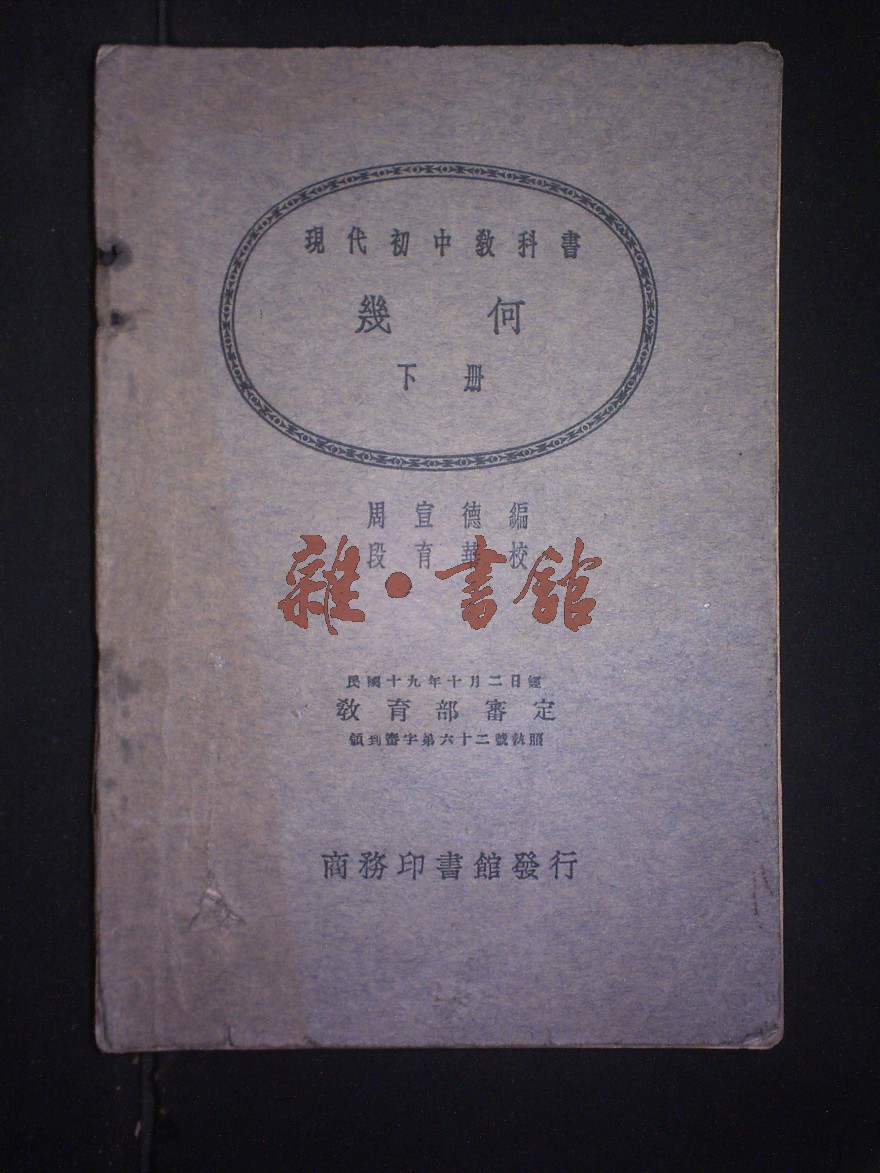 現代初中教科書
幾何
下册
周宣德編
段育華校
雜·書館
民國十九年十月二日經
教育部審定
領到審字第六十二號執照
商務印書館發行